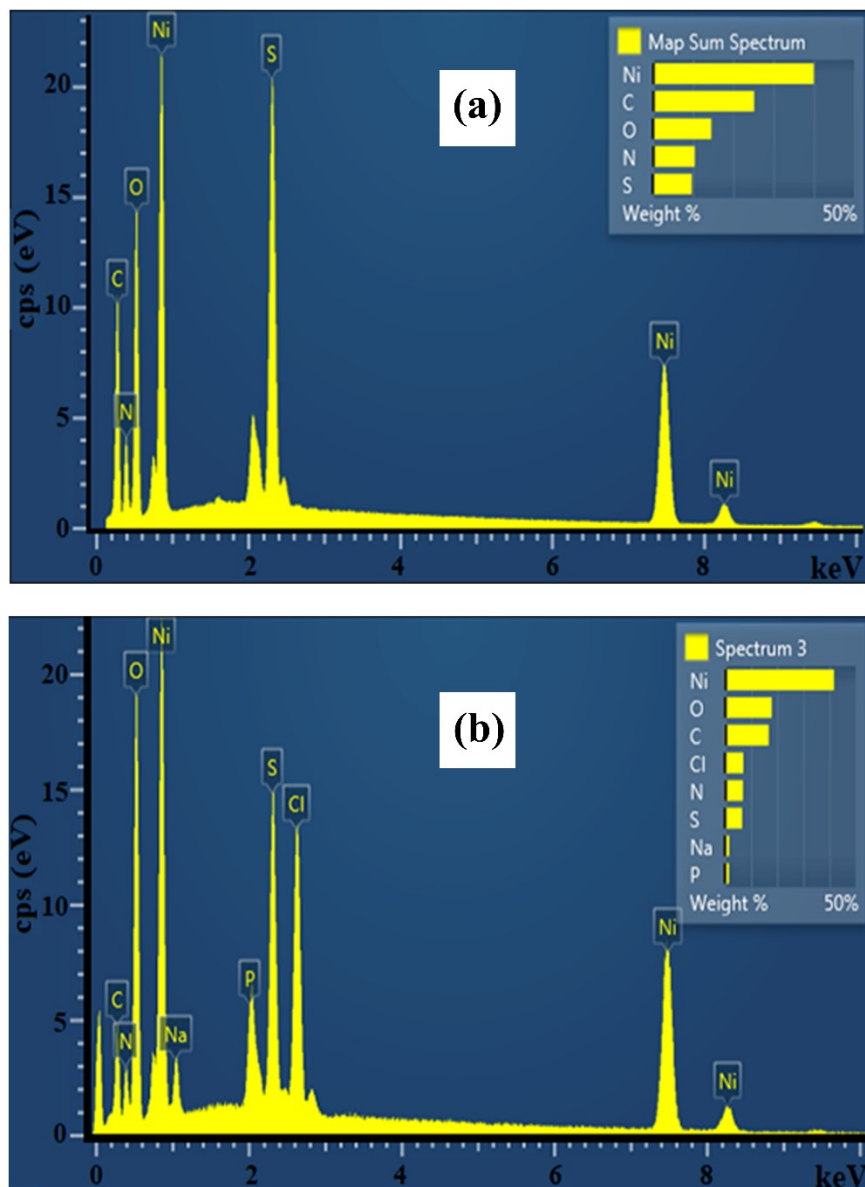 Ni
S
(a)
Map Sum Spectrum
Ni
C
O
N
S
Weight % 50%
20
15
10
5
0
O
C
N
Ni
Ni
cps (eV)
0 2 4 6 8 keV
Ni
O
S
Cl
P
C
N
Na
Ni
Ni
(b)
Spectrum 3
Ni
O
C
Cl
N
S
Na
P
Weight % 50%
20
15
10
5
0
cps (eV)
0 2 4 6 8 keV